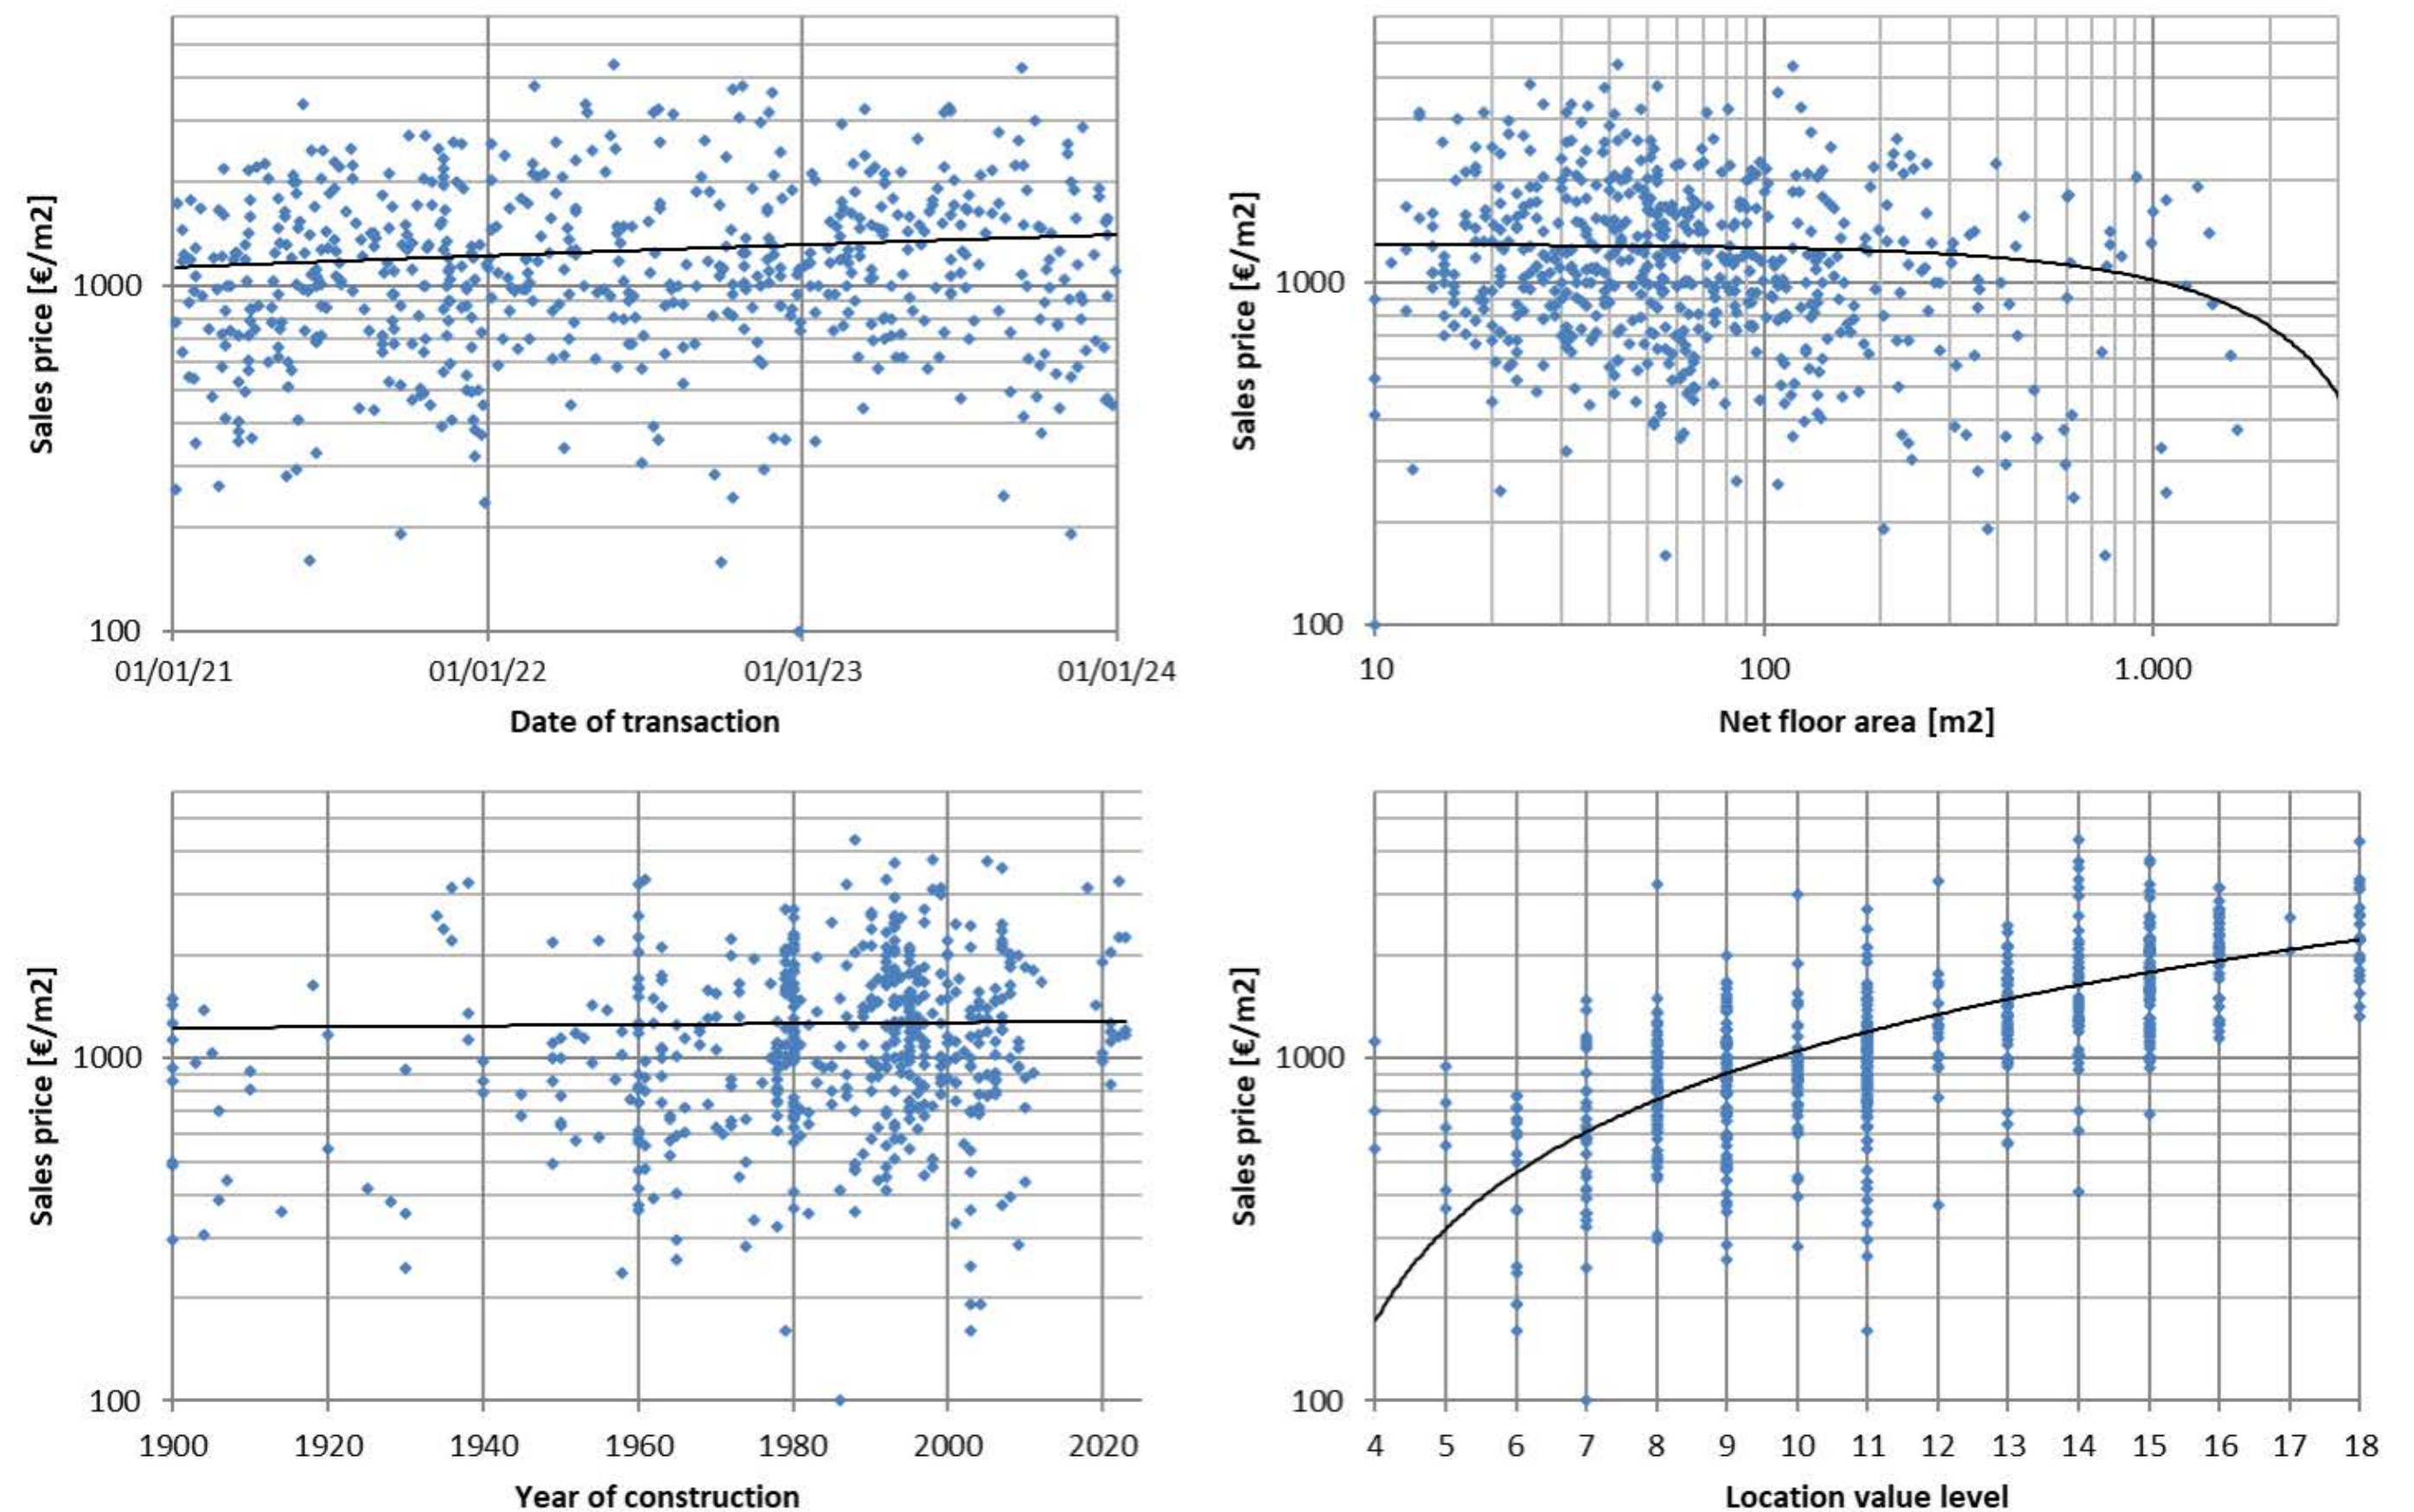 Sales price [€/m2]
1000
100
01/01/21 01/01/22 01/01/23 01/01/24
Date of transaction
Sales price [€/m2]
1000
100
10 100 1.000
Net floor area [m2]
Sales price [€/m2]
1000
100
1900 1920 1940 1960 1980 2000 2020
Year of construction
Sales price [€/m2]
1000
100
4 5 6 7 8 9 10 11 12 13 14 15 16 17 18
Location value level